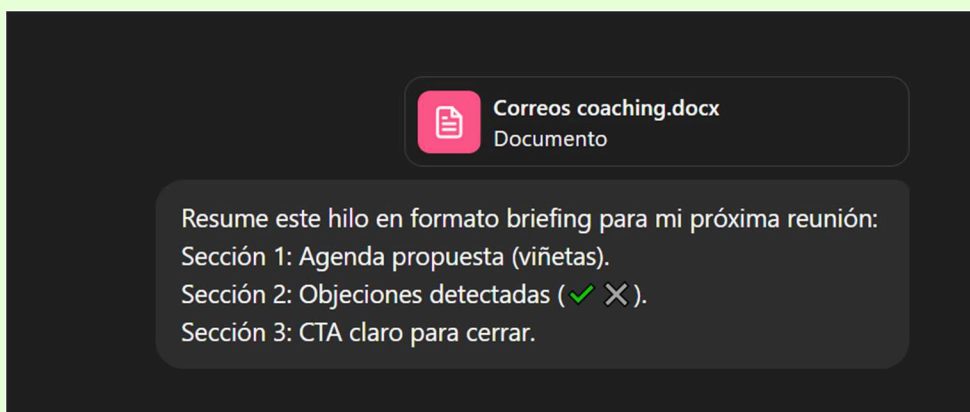 Correos coaching.docx
Documento
Resume este hilo en formato briefing para mi próxima reunión:
Sección 1: Agenda propuesta (viñetas).
Sección 2: Objeciones detectadas (✔ ✖).
Sección 3: CTA claro para cerrar.